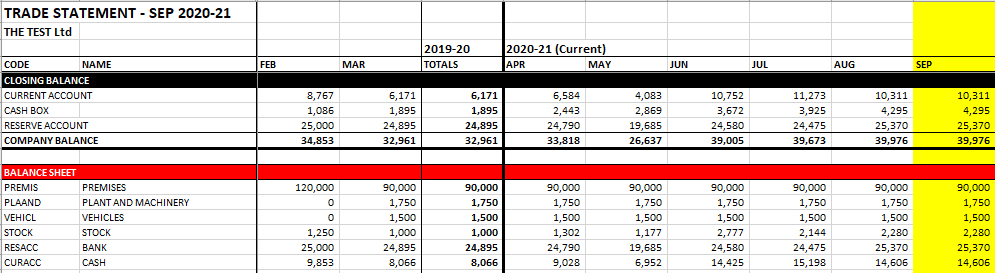 TRADE STATEMENT - SEP 2020-21
THE TEST Ltd
2019-20 2020-21 (Current)
CODE NAME FEB MAR TOTALS APR MAY JUN JUL AUG SEP
CLOSING BALANCE
CURRENT ACCOUNT 8,767 6,171 6,171 6,584 4,083 10,752 11,273 10,311 10,311
CASH BOX 1,086 1,895 1,895 2,443 2,869 3,672 3,925 4,295 4,295
RESERVE ACCOUNT 25,000 24,895 24,895 24,790 19,685 24,580 24,475 25,370 25,370
COMPANY BALANCE 34,853 32,961 32,961 33,818 26,637 39,005 39,673 39,976 39,976
BALANCE SHEET
PREMIS PREMISES 120,000 90,000 90,000 90,000 90,000 90,000 90,000 90,000 90,000
PLAAND PLANT AND MACHINERY 0 1,750 1,750 1,750 1,750 1,750 1,750 1,750 1,750
VEHICL VEHICLES 0 1,500 1,500 1,500 1,500 1,500 1,500 1,500 1,500
STOCK STOCK 1,250 1,000 1,000 1,302 1,177 2,777 2,144 2,280 2,280
RESACC BANK 25,000 24,895 24,895 24,790 19,685 24,580 24,475 25,370 25,370
CURACC CASH 9,853 8,066 8,066 9,028 6,952 14,425 15,198 14,606 14,606